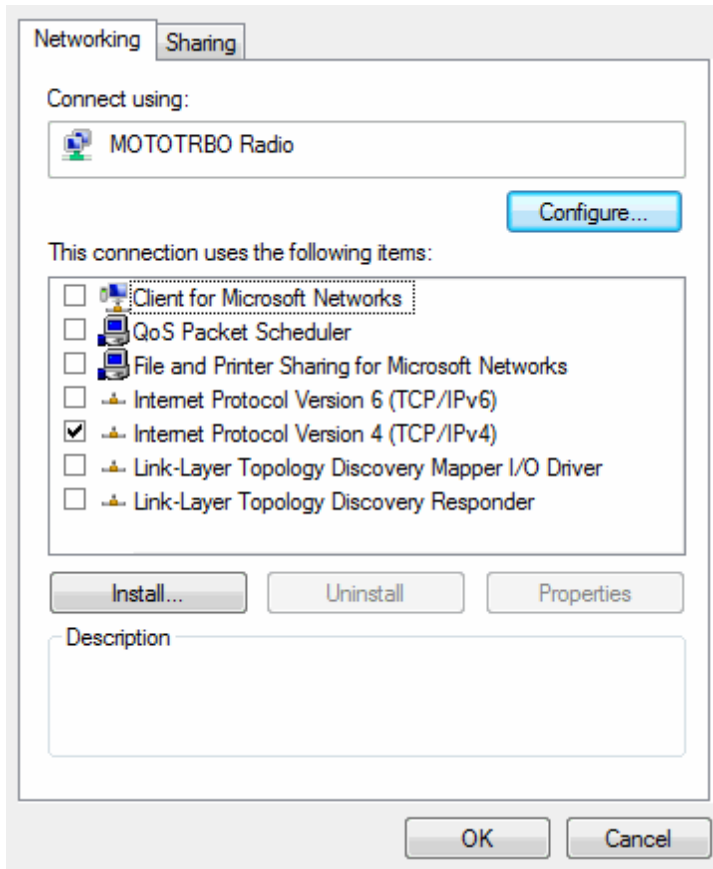 Networking
Sharing
Connect using:
MOTOTRBO Radio
Configure...
This connection uses the following items:
Client for Microsoft Networks
QoS Packet Scheduler
File and Printer Sharing for Microsoft Networks
Internet Protocol Version 6 (TCP/IPv6)
Internet Protocol Version 4 (TCP/IPv4)
Link-Layer Topology Discovery Mapper I/O Driver
Link-Layer Topology Discovery Responder
Install...
Uninstall
Properties
Description
OK
Cancel